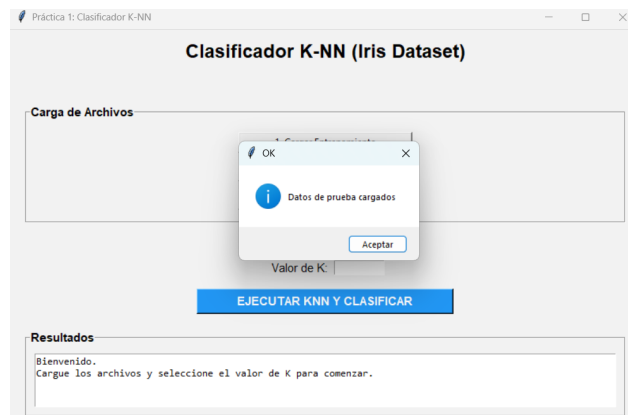 Práctica 1: Clasificador K-NN
Clasificador K-NN (Iris Dataset)
Carga de Archivos
OK
Datos de prueba cargados
Aceptar
Valor de K:
EJECUTAR KNN Y CLASIFICAR
Resultados
Bienvenido.
Cargue los archivos y seleccione el valor de K para comenzar.